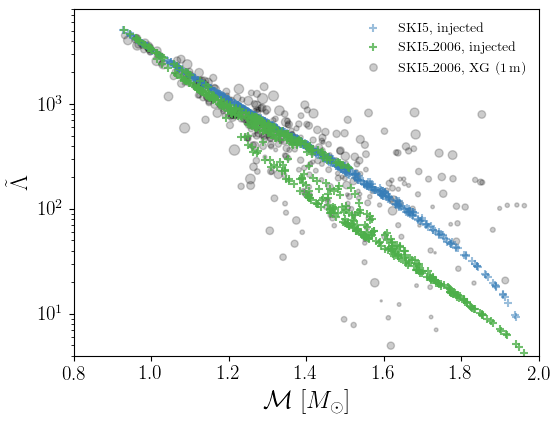 SKI5, injected
SKI5_2006, injected
SKI5_2006, XG (1 m)
10³
10²
10¹
Λ̃
0.8 1.0 1.2 1.4 1.6 1.8 2.0
ℳ [M⊙]